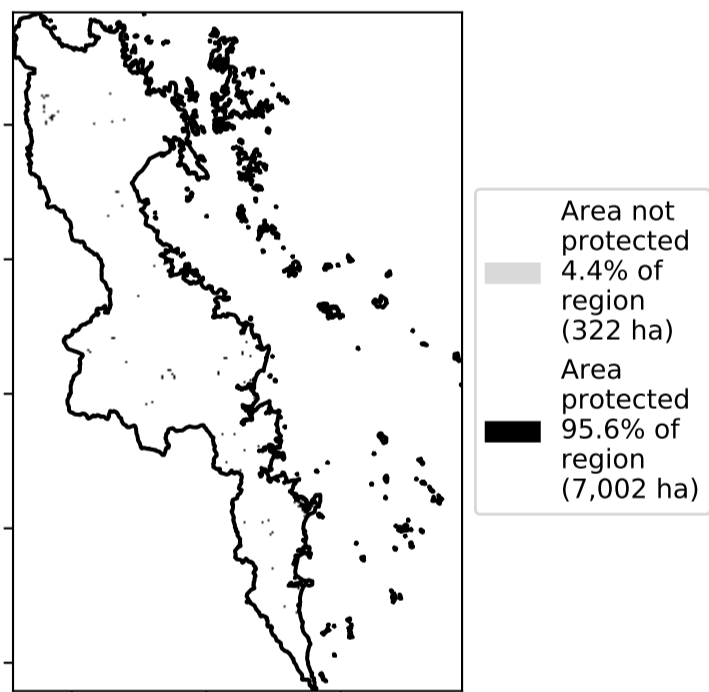 Area not
protected
4.4% of
region
(322 ha)
Area
protected
95.6% of
region
(7,002 ha)